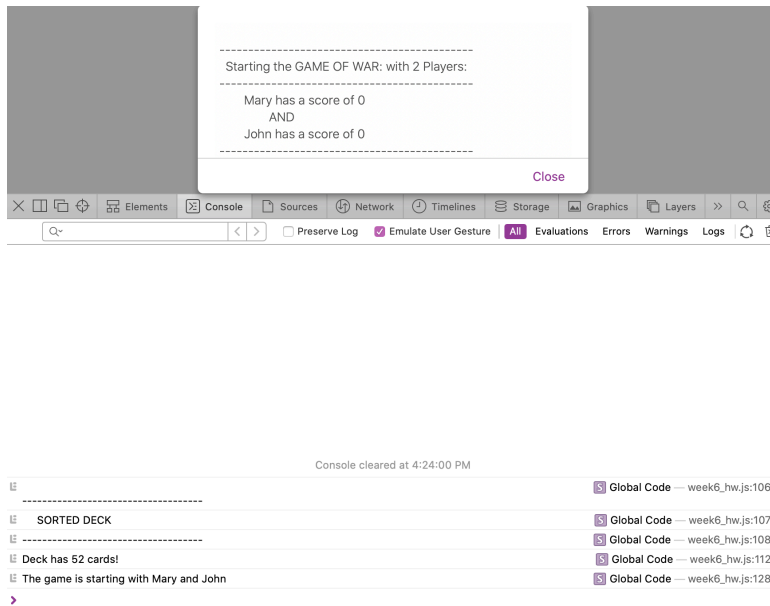 -------------------------------------------
Starting the GAME OF WAR: with 2 Players:
-------------------------------------------
Mary has a score of 0
AND
John has a score of 0
-------------------------------------------
Close
Elements Console Sources Network Timelines Storage Graphics Layers
Preserve Log Emulate User Gesture All Evaluations Errors Warnings Logs
Console cleared at 4:24:00 PM
S Global Code — week6_hw.js:106
------------------------------------
SORTED DECK S Global Code — week6_hw.js:107
------------------------------------ S Global Code — week6_hw.js:108
Deck has 52 cards! S Global Code — week6_hw.js:112
The game is starting with Mary and John S Global Code — week6_hw.js:128